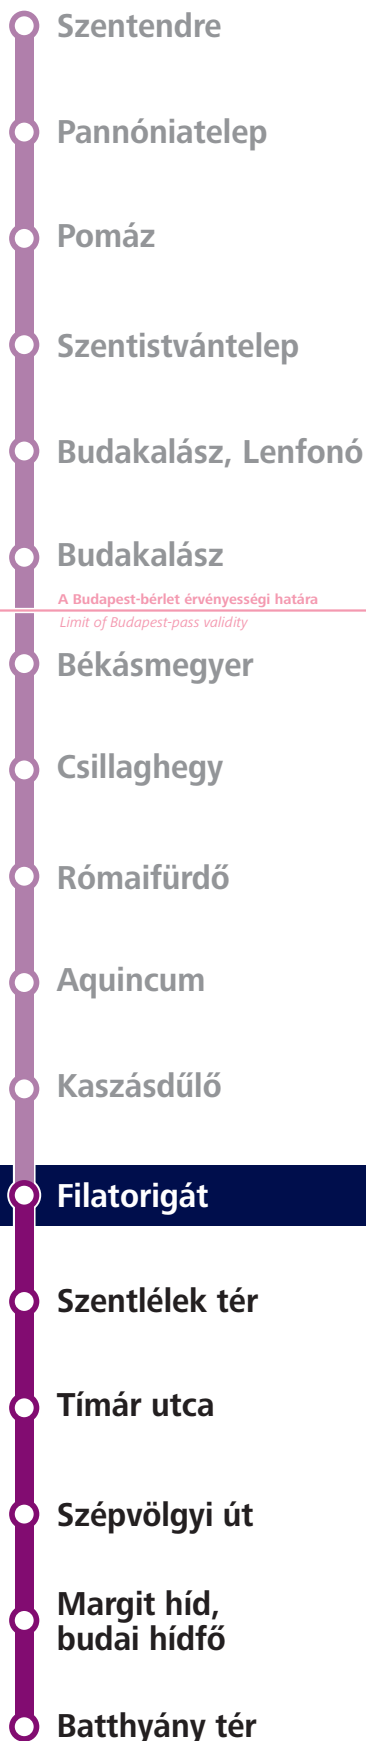 Szentendre
Pannóniatelep
Pomáz
Szentistvántelep
Budakalász, Lenfonó
Budakalász
A Budapest-bérlet érvényességi határa
Limit of Budapest-pass validity
Békásmegyer
Csillaghegy
Rómaifürdő
Aquincum
Kaszásdűlő
Filatorigát
Szentlélek tér
Tímár utca
Szépvölgyi út
Margit híd,
budai hídfő
Batthyány tér